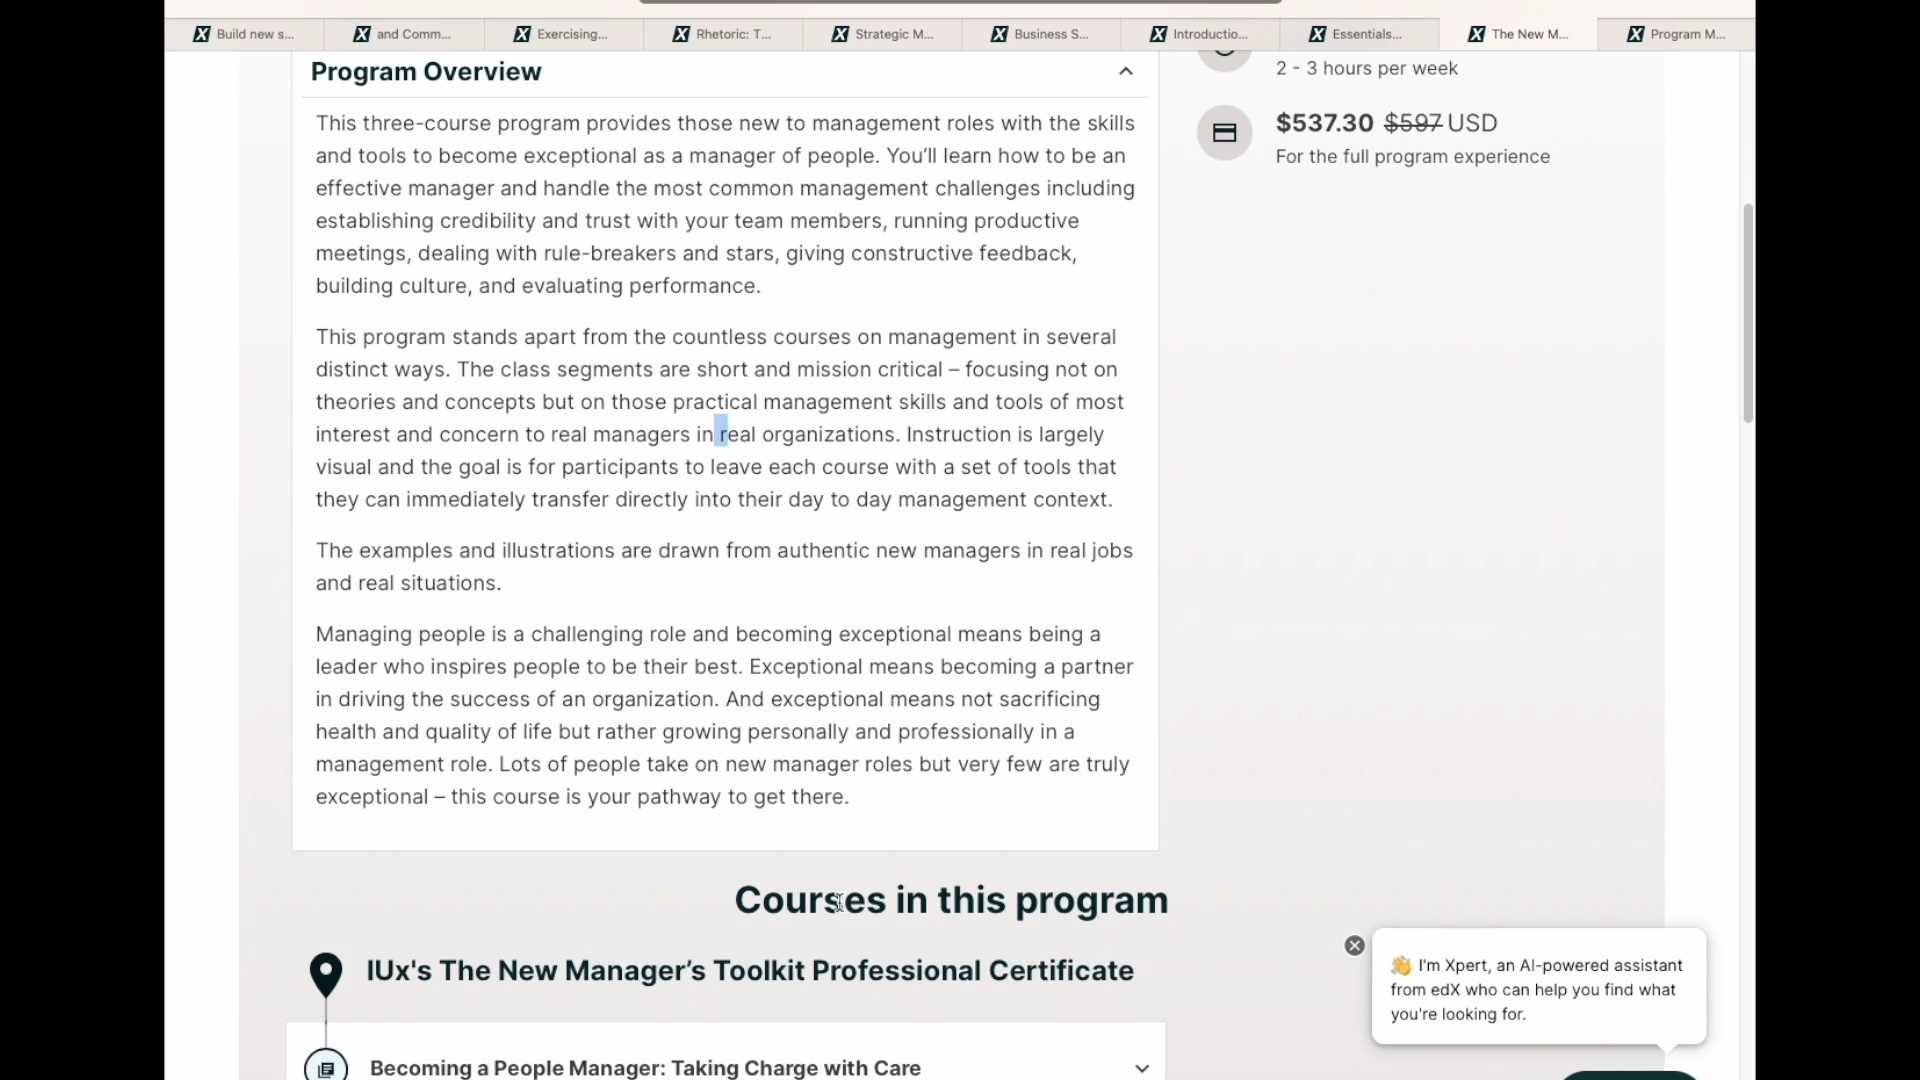 Build new s...
and Comm...
Exercising...
Rhetoric: T...
Strategic M...
Business S...
Introductio...
Essentials...
The New M...
Program M...
Program Overview
2 - 3 hours per week
$537.30 $597 USD
For the full program experience
This three-course program provides those new to management roles with the skills
and tools to become exceptional as a manager of people. You’ll learn how to be an
effective manager and handle the most common management challenges including
establishing credibility and trust with your team members, running productive
meetings, dealing with rule-breakers and stars, giving constructive feedback,
building culture, and evaluating performance.
This program stands apart from the countless courses on management in several
distinct ways. The class segments are short and mission critical – focusing not on
theories and concepts but on those practical management skills and tools of most
interest and concern to real managers in real organizations. Instruction is largely
visual and the goal is for participants to leave each course with a set of tools that
they can immediately transfer directly into their day to day management context.
The examples and illustrations are drawn from authentic new managers in real jobs
and real situations.
Managing people is a challenging role and becoming exceptional means being a
leader who inspires people to be their best. Exceptional means becoming a partner
in driving the success of an organization. And exceptional means not sacrificing
health and quality of life but rather growing personally and professionally in a
management role. Lots of people take on new manager roles but very few are truly
exceptional – this course is your pathway to get there.
Courses in this program
IUx's The New Manager’s Toolkit Professional Certificate
Becoming a People Manager: Taking Charge with Care
👋 I'm Xpert, an AI-powered assistant
from edX who can help you find what
you're looking for.